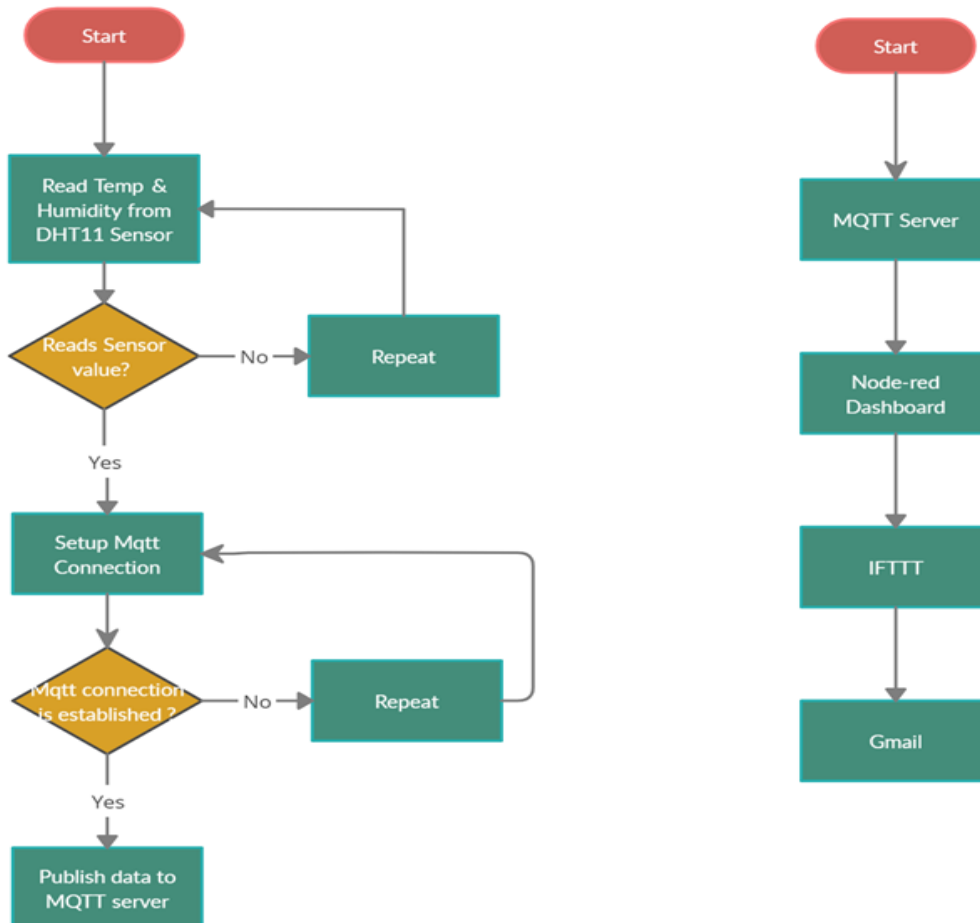 Start
Read Temp &
Humidity from
DHT11 Sensor
Reads Sensor
value?
No
Repeat
Yes
Setup Mqtt
Connection
Mqtt connection
is established ?
No
Repeat
Yes
Publish data to
MQTT server
Start
MQTT Server
Node-red
Dashboard
IFTTT
Gmail